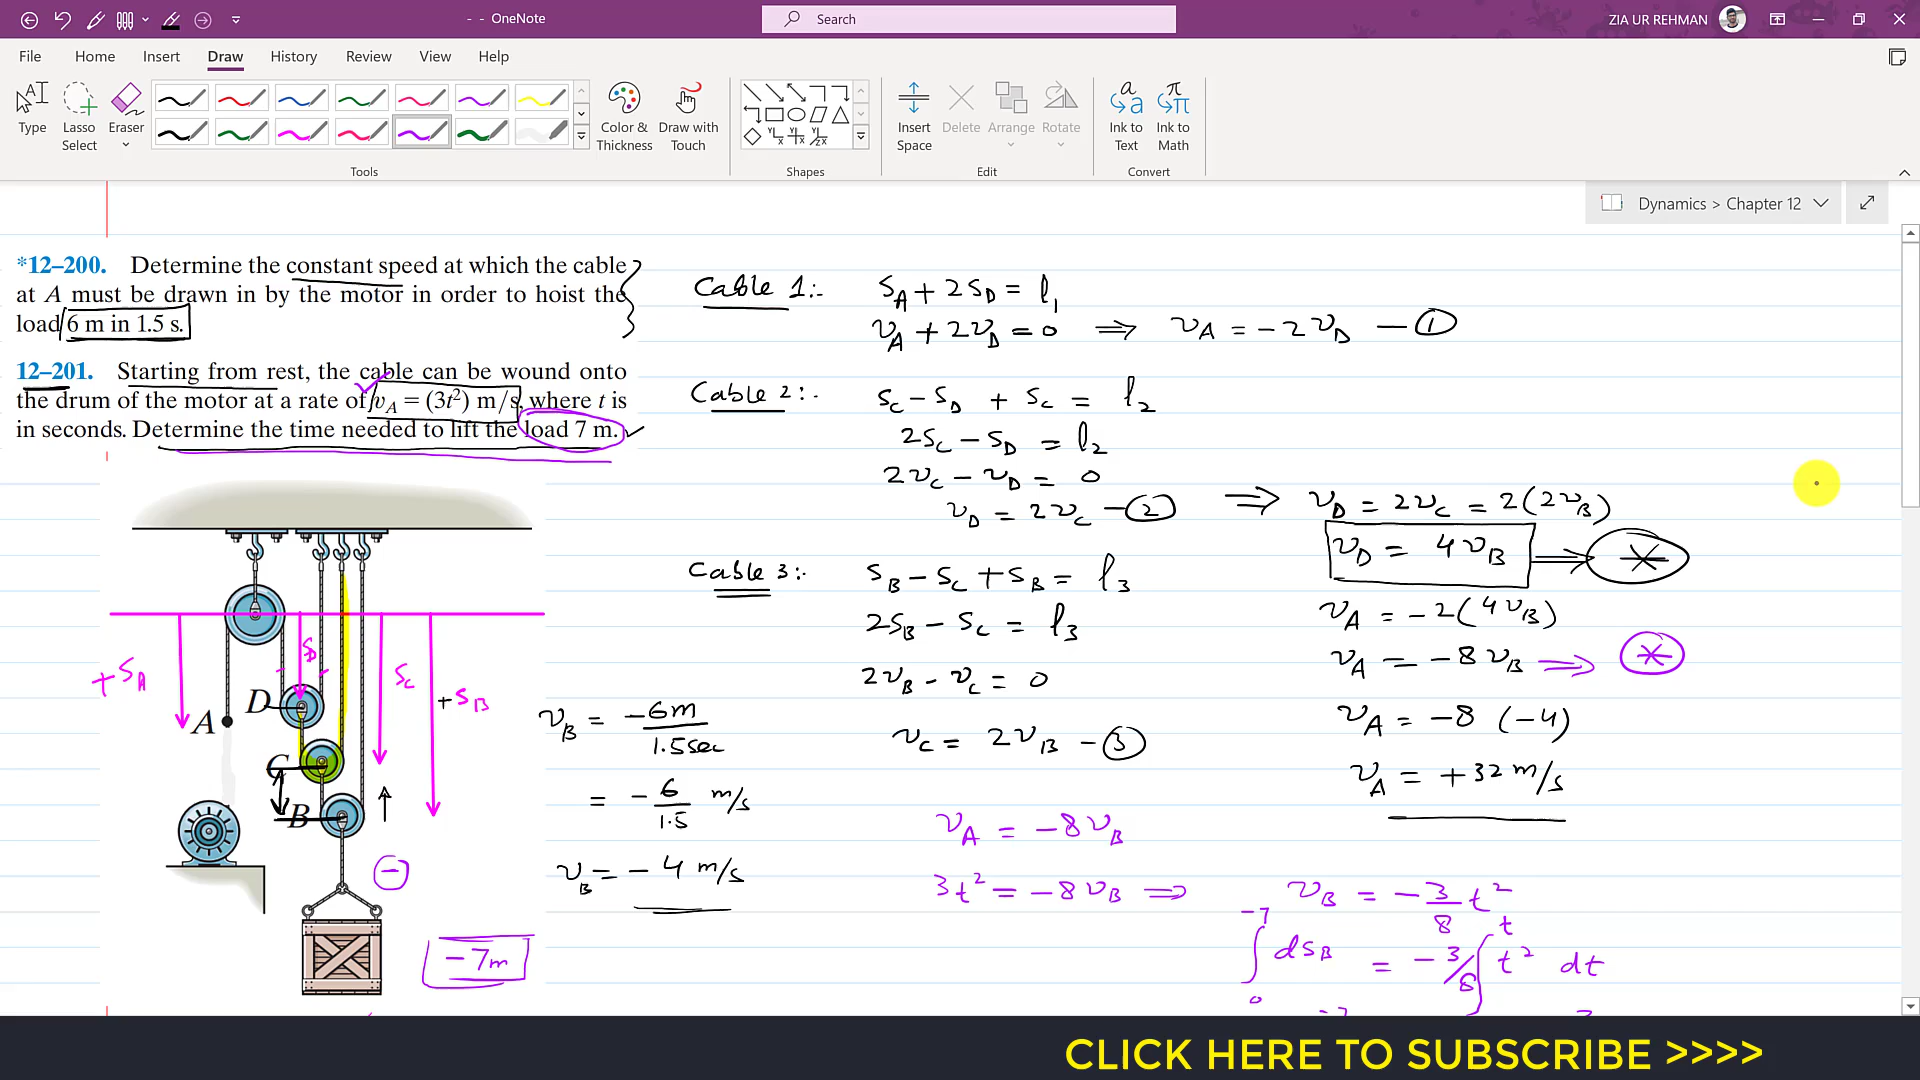 - - OneNote
Search
ZIA UR REHMAN
File Home Insert Draw History Review View Help
Type
Lasso Select
Eraser
Color & Thickness
Draw with Touch
Insert Space
Delete
Arrange
Rotate
Ink to Text
Ink to Math
Tools
Shapes
Edit
Convert
Dynamics > Chapter 12
*12–200. Determine the constant speed at which the cable
at A must be drawn in by the motor in order to hoist the
load 6 m in 1.5 s.
12–201. Starting from rest, the cable can be wound onto
the drum of the motor at a rate of v_A = (3t²) m/s, where t is
in seconds. Determine the time needed to lift the load 7 m.
+S_A
S_D
S_C
+S_B
A
D
C
B
−
−7m
Cable 1:- S_A + 2S_D = l_1
v_A + 2v_D = 0 ⇒ v_A = −2v_D — ①
Cable 2:- S_C − S_D + S_C = l_2
2S_C − S_D = l_2
2v_C − v_D = 0
v_D = 2v_C — ②
Cable 3:- S_B − S_C + S_B = l_3
2S_B − S_C = l_3
2v_B − v_C = 0
v_C = 2v_B — ③
v_B = −6m / 1.5sec
= − 6/1.5 m/s
v_B = − 4 m/s
⇒ v_D = 2v_C = 2(2v_B)
v_D = 4v_B ⇒ *
v_A = −2(4v_B)
v_A = −8v_B ⇒ *
v_A = −8 (−4)
v_A = +32 m/s
v_A = −8v_B
3t² = −8v_B ⇒ v_B = −3/8 t²
∫_0^−7 dS_B = −3/8 ∫^t t² dt
CLICK HERE TO SUBSCRIBE >>>>